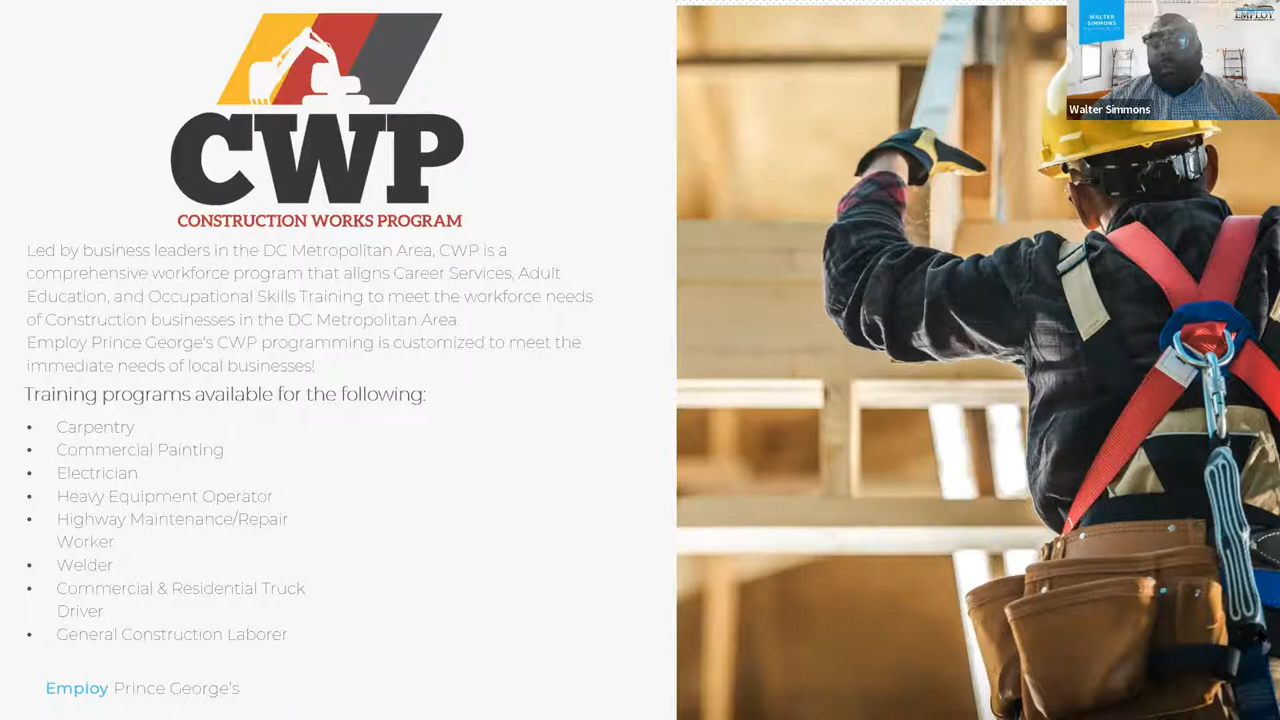 CWP
CONSTRUCTION WORKS PROGRAM
Led by business leaders in the DC Metropolitan Area, CWP is a
comprehensive workforce program that aligns Career Services, Adult
Education, and Occupational Skills Training to meet the workforce needs
of Construction businesses in the DC Metropolitan Area.
Employ Prince George's CWP programming is customized to meet the
immediate needs of local businesses!
Training programs available for the following:
• Carpentry
• Commercial Painting
• Electrician
• Heavy Equipment Operator
• Highway Maintenance/Repair
Worker
• Welder
• Commercial & Residential Truck
Driver
• General Construction Laborer
Employ Prince George's
WALTER
SIMMONS
EMPLOY
Walter Simmons